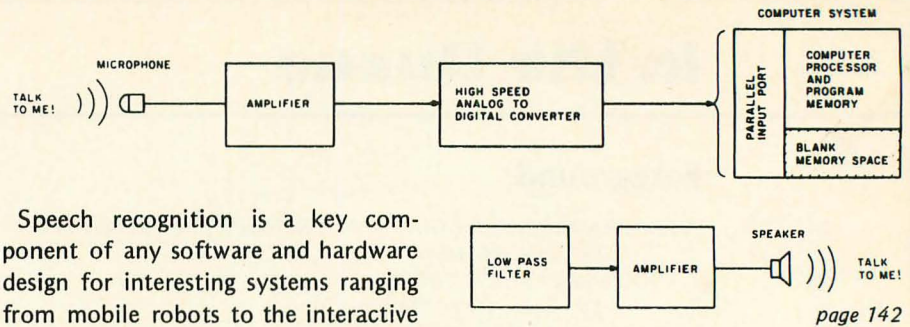 COMPUTER SYSTEM
MICROPHONE
TALK
TO ME!
AMPLIFIER
HIGH SPEED
ANALOG TO
DIGITAL CONVERTER
PARALLEL
INPUT PORT
COMPUTER
PROCESSOR
AND
PROGRAM
MEMORY
BLANK
MEMORY SPACE
Speech recognition is a key com-
ponent of any software and hardware
design for interesting systems ranging
from mobile robots to the interactive
LOW PASS
FILTER
AMPLIFIER
SPEAKER
TALK
TO ME!
page 142